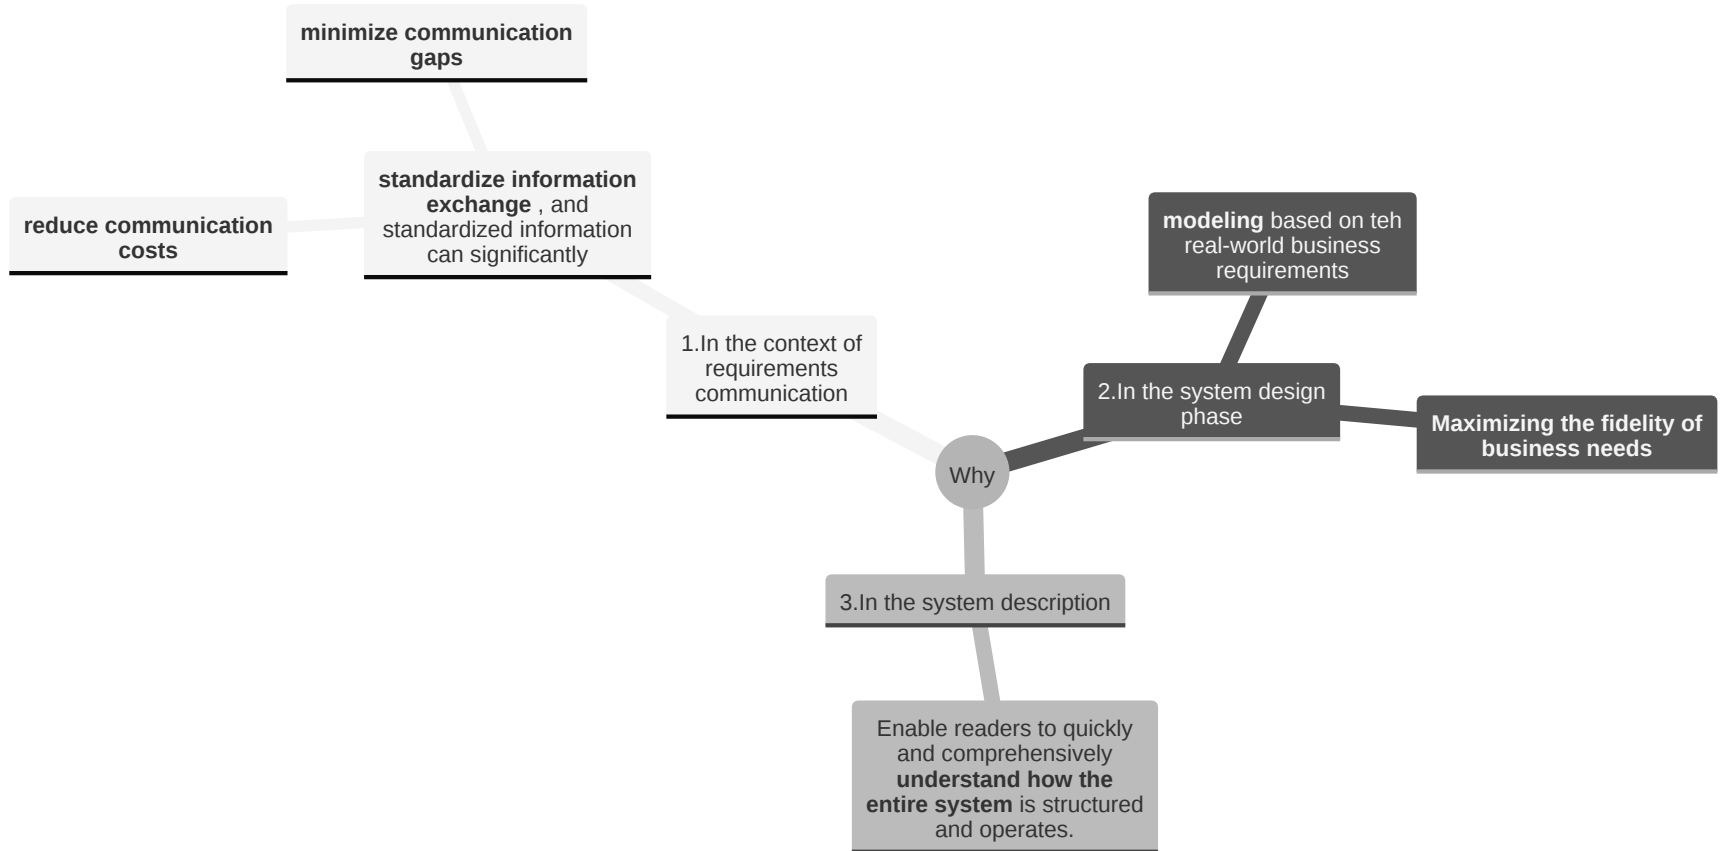 minimize communication
gaps
standardize information
exchange , and
standardized information
can significantly
reduce communication
costs
1.In the context of
requirements
communication
modeling based on teh
real-world business
requirements
2.In the system design
phase
Maximizing the fidelity of
business needs
Why
3.In the system description
Enable readers to quickly
and comprehensively
understand how the
entire system is structured
and operates.